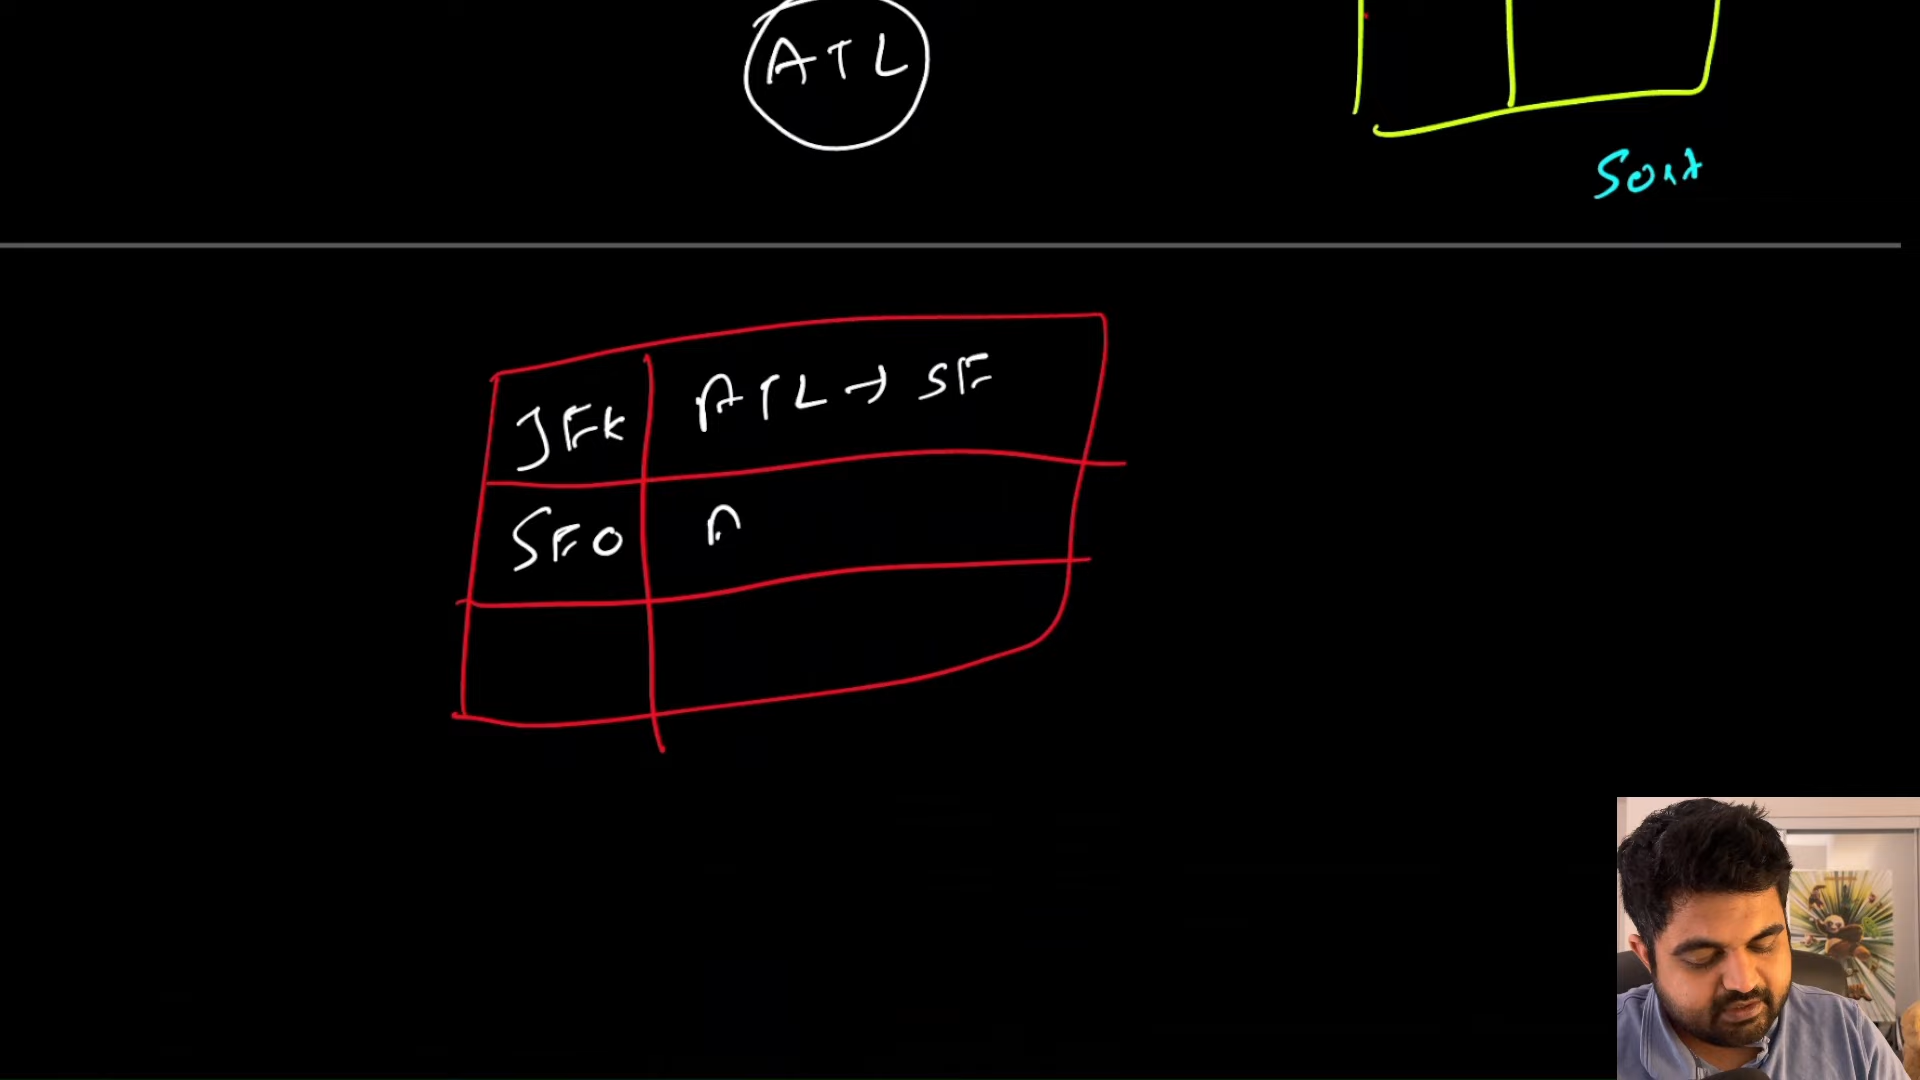 ATL
Sort
JFK ATL → SF
SFO A